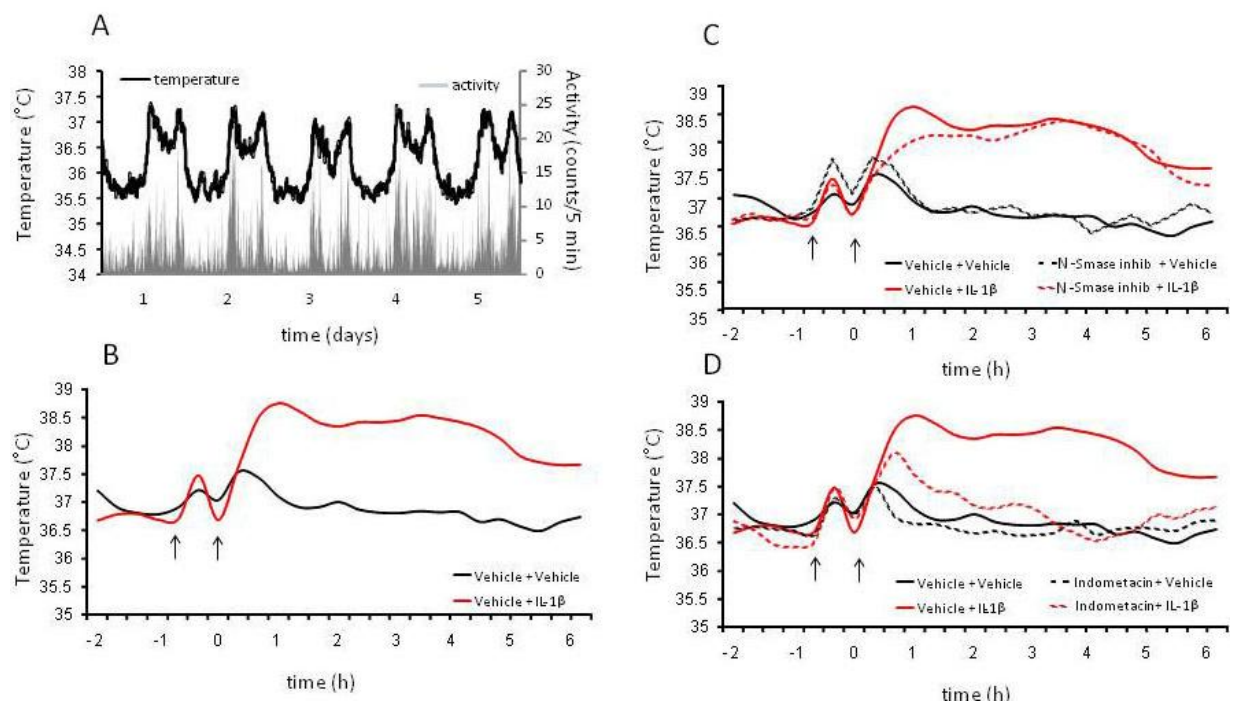 A
temperature
activity
38
37.5
37
36.5
36
35.5
35
34.5
34
30
25
20
15
10
5
0
Temperature (˚C)
Activity (counts/5 min)
1 2 3 4 5
time (days)
B
39
38.5
38
37.5
37
36.5
36
35.5
35
Temperature (˚C)
Vehicle + Vehicle
Vehicle + IL-1β
-2 -1 0 1 2 3 4 5 6
time (h)
C
39
38.5
38
37.5
37
36.5
36
35.5
35
Temperature (˚C)
Vehicle + Vehicle N-Smase inhib + Vehicle
Vehicle + IL-1β N-Smase inhib + IL-1β
-2 -1 0 1 2 3 4 5 6
time (h)
D
39
38.5
38
37.5
37
36.5
36
35.5
35
Temperature (˚C)
Vehicle + Vehicle Indometacin + Vehicle
Vehicle + IL1β Indometacin + IL-1β
-2 -1 0 1 2 3 4 5 6
time (h)